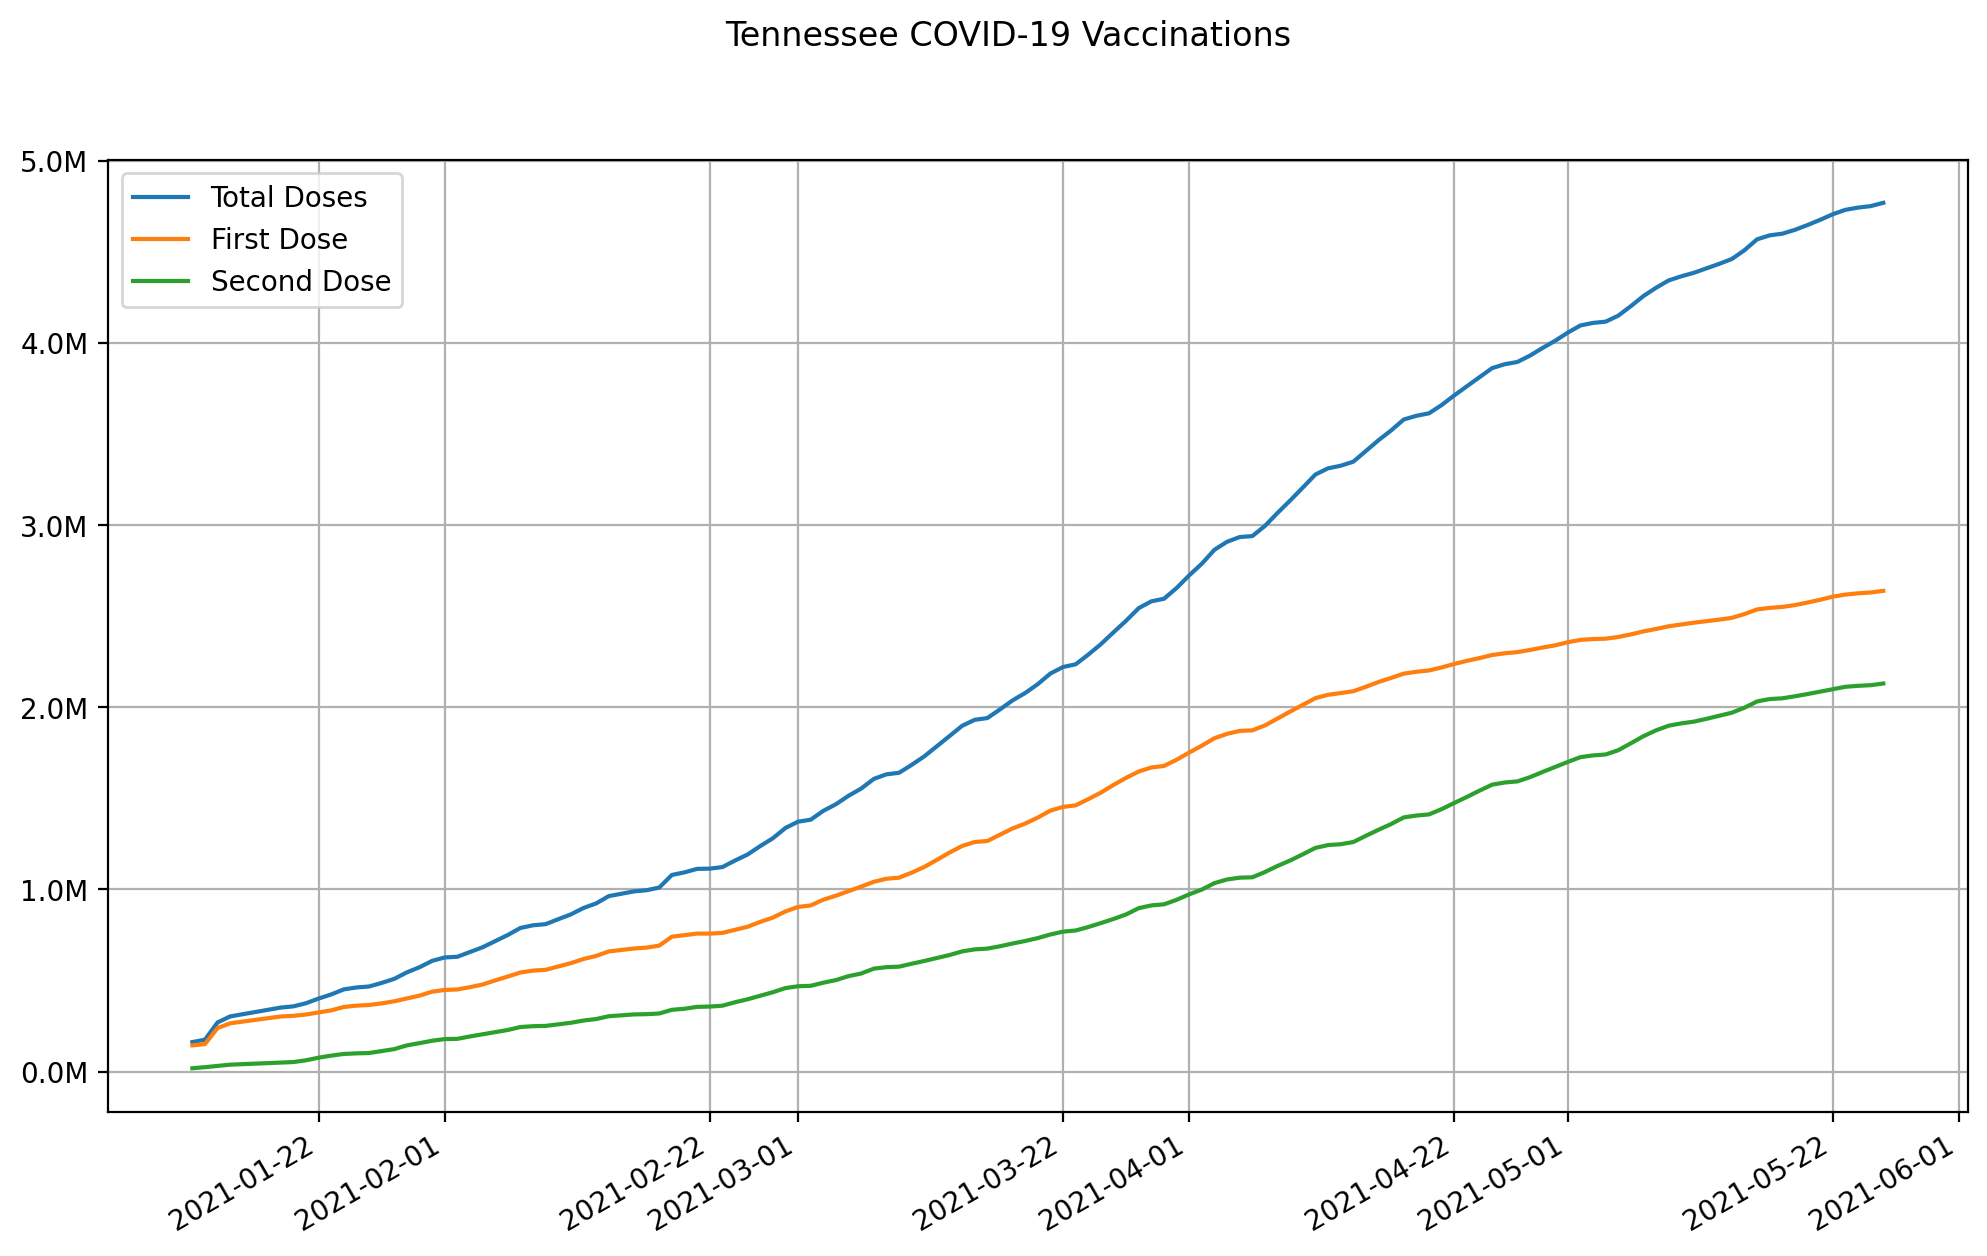 Tennessee COVID-19 Vaccinations
5.0M
4.0M
3.0M
2.0M
1.0M
0.0M
Total Doses
First Dose
Second Dose
2021-01-22
2021-02-01
2021-02-22
2021-03-01
2021-03-22
2021-04-01
2021-04-22
2021-05-01
2021-05-22
2021-06-01